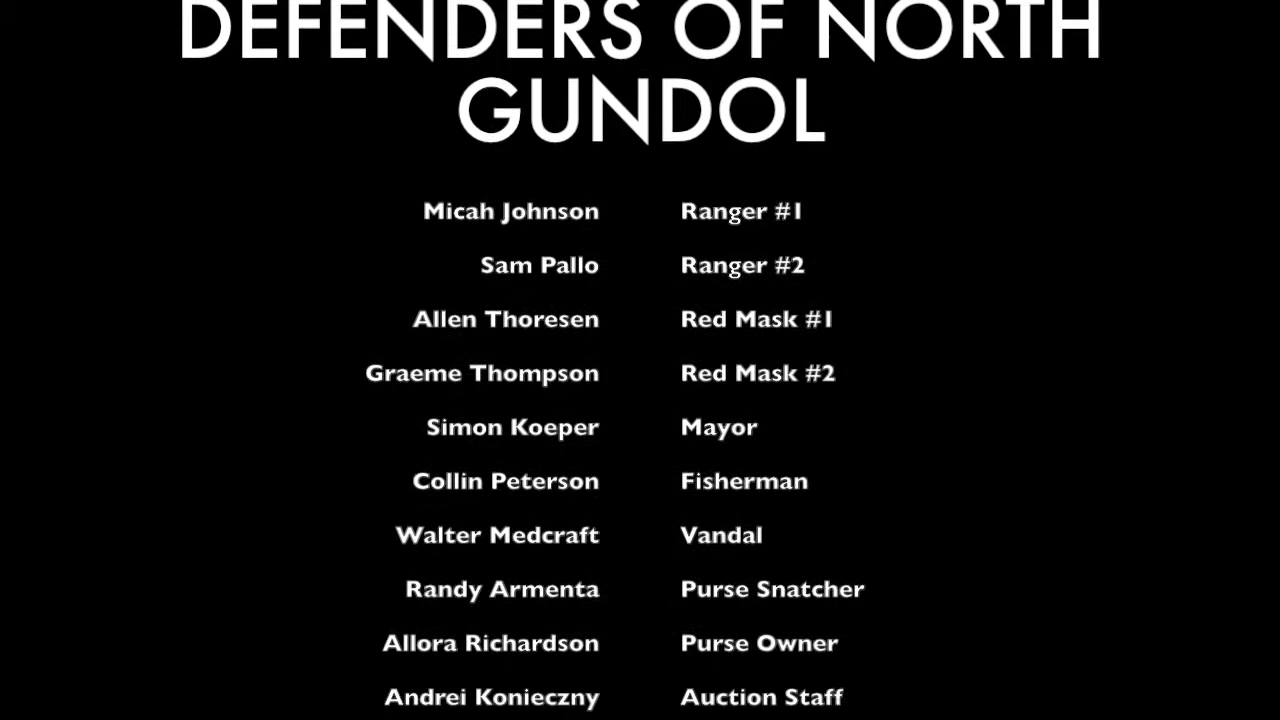 DEFENDERS OF NORTH
GUNDOL
Micah Johnson Ranger #1
Sam Pallo Ranger #2
Allen Thoresen Red Mask #1
Graeme Thompson Red Mask #2
Simon Koeper Mayor
Collin Peterson Fisherman
Walter Medcraft Vandal
Randy Armenta Purse Snatcher
Allora Richardson Purse Owner
Andrei Konieczny Auction Staff